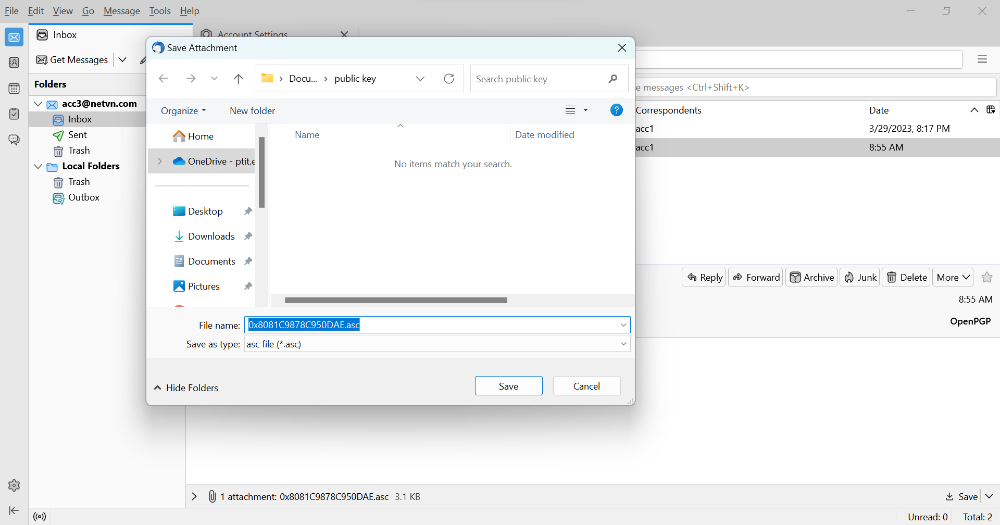 File Edit View Go Message Tools Help
Inbox
Account Settings
Get Messages
Folders
acc3@netvn.com
Inbox
Sent
Trash
Local Folders
Trash
Outbox
Save Attachment
Docu... public key
Search public key
Organize New folder
Home
OneDrive - ptit.e
Desktop
Downloads
Documents
Pictures
Name Date modified
No items match your search.
File name: 0x8081C9878C950DAE.asc
Save as type: asc file (*.asc)
Hide Folders
Save Cancel
messages <Ctrl+Shift+K>
Correspondents Date
acc1 3/29/2023, 8:17 PM
acc1 8:55 AM
Reply Forward Archive Junk Delete More
8:55 AM
OpenPGP
1 attachment: 0x8081C9878C950DAE.asc 3.1 KB
Save
Unread: 0 Total: 2